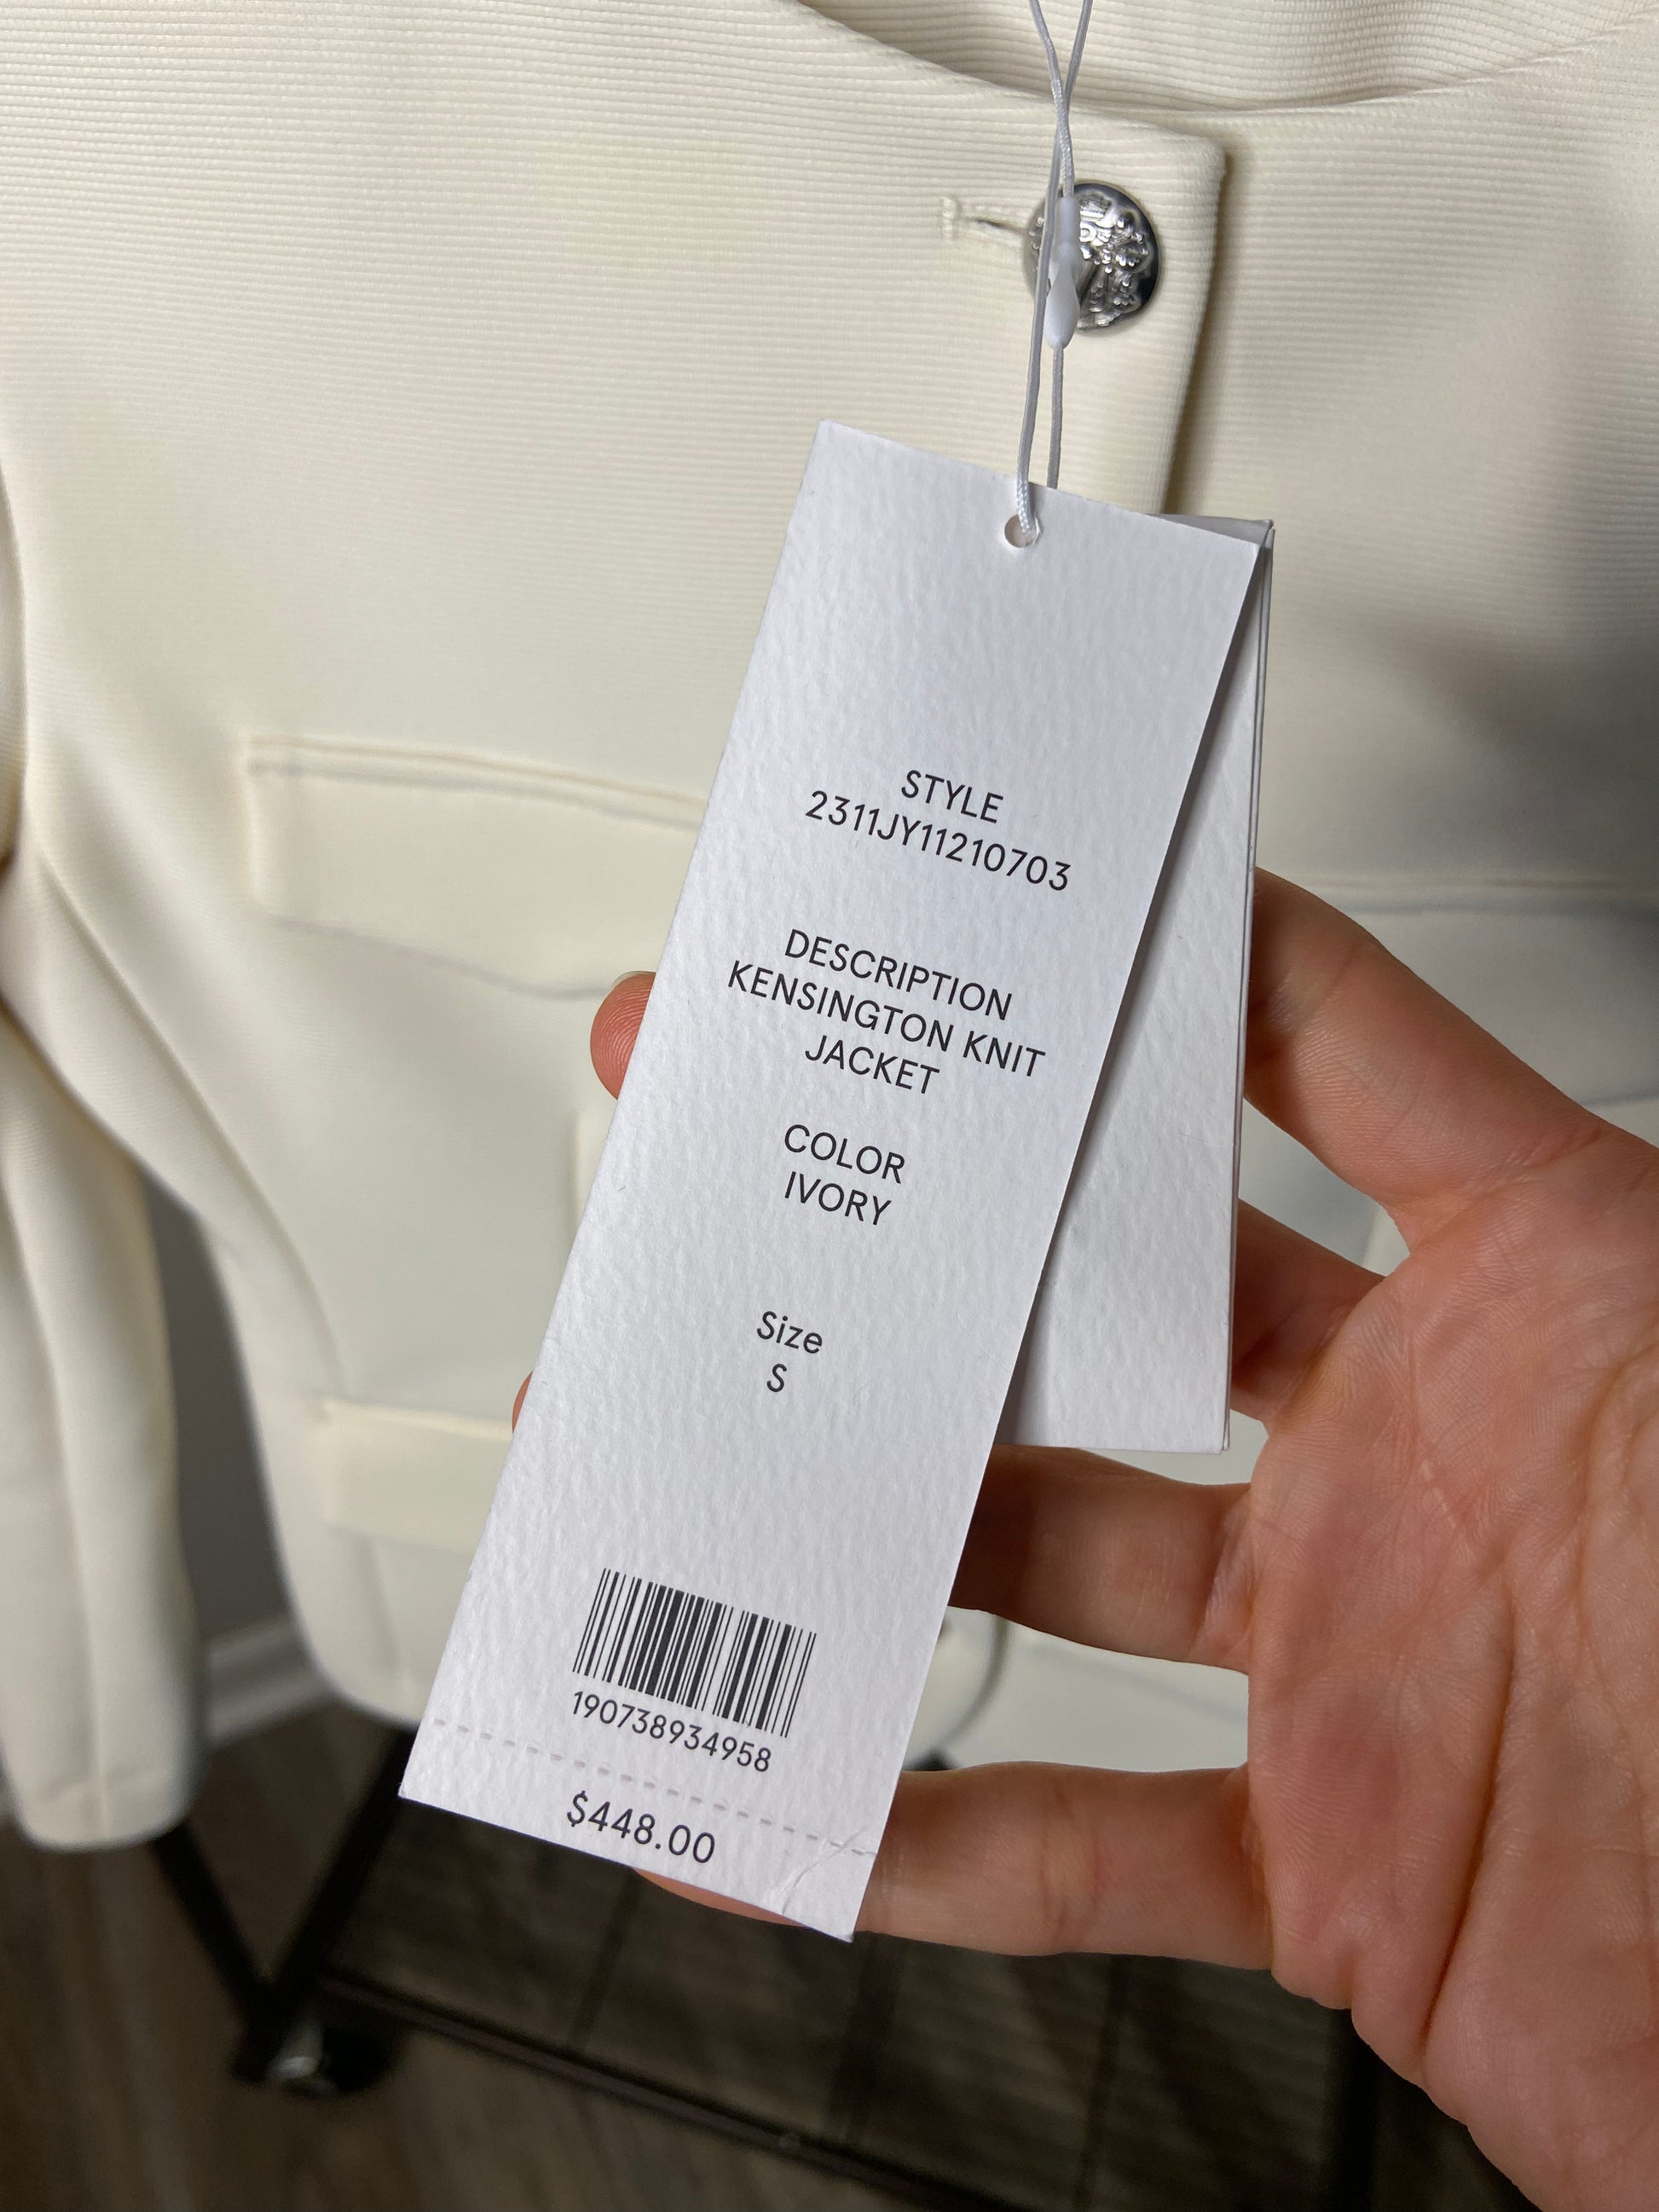 STYLE
2311JY11210703
DESCRIPTION
KENSINGTON KNIT
JACKET
COLOR
IVORY
Size
S
190738934958
$448.00